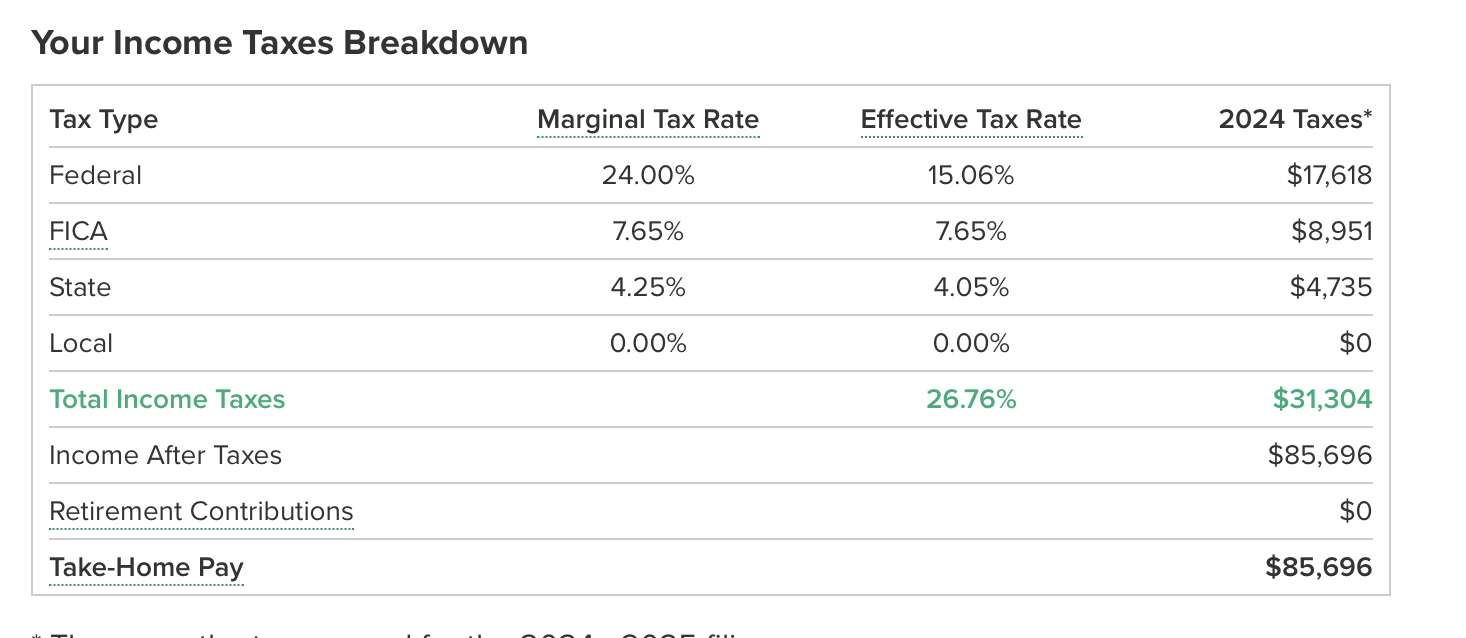 Your Income Taxes Breakdown
Tax Type Marginal Tax Rate Effective Tax Rate 2024 Taxes*
Federal 24.00% 15.06% $17,618
FICA 7.65% 7.65% $8,951
State 4.25% 4.05% $4,735
Local 0.00% 0.00% $0
Total Income Taxes 26.76% $31,304
Income After Taxes $85,696
Retirement Contributions $0
Take-Home Pay $85,696